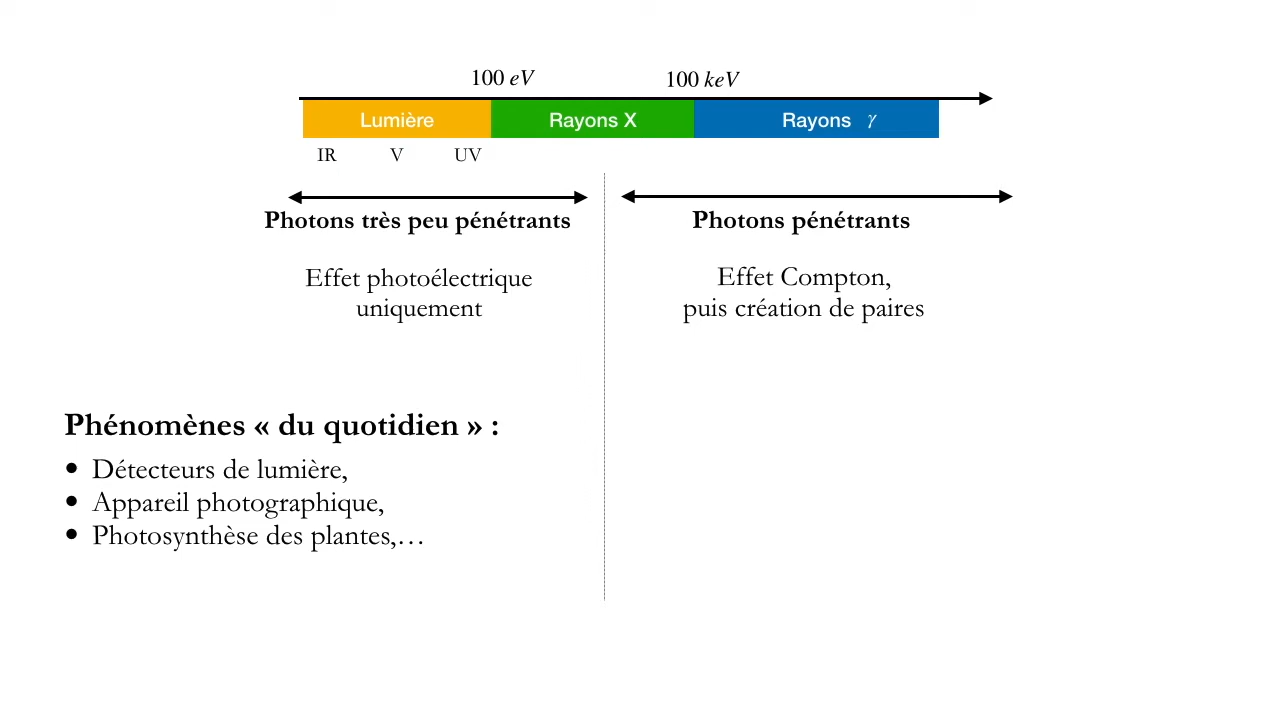 100 eV 100 keV
Lumière Rayons X Rayons γ
IR V UV
Photons très peu pénétrants
Effet photoélectrique
uniquement
Photons pénétrants
Effet Compton,
puis création de paires
Phénomènes « du quotidien » :
• Détecteurs de lumière,
• Appareil photographique,
• Photosynthèse des plantes,…